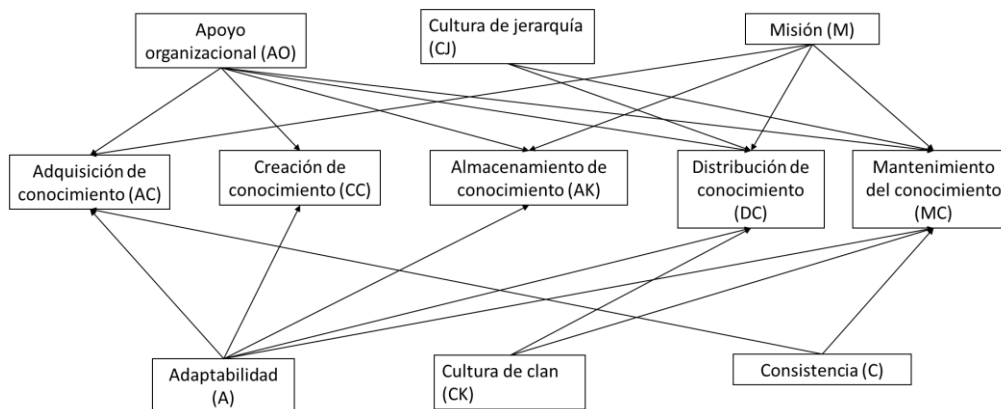 Apoyo
organizacional (AO)
Cultura de jerarquía
(CJ)
Misión (M)
Adquisición de
conocimiento (AC)
Creación de
conocimiento (CC)
Almacenamiento de
conocimiento (AK)
Distribución de
conocimiento
(DC)
Mantenimiento
del conocimiento
(MC)
Adaptabilidad
(A)
Cultura de clan
(CK)
Consistencia (C)